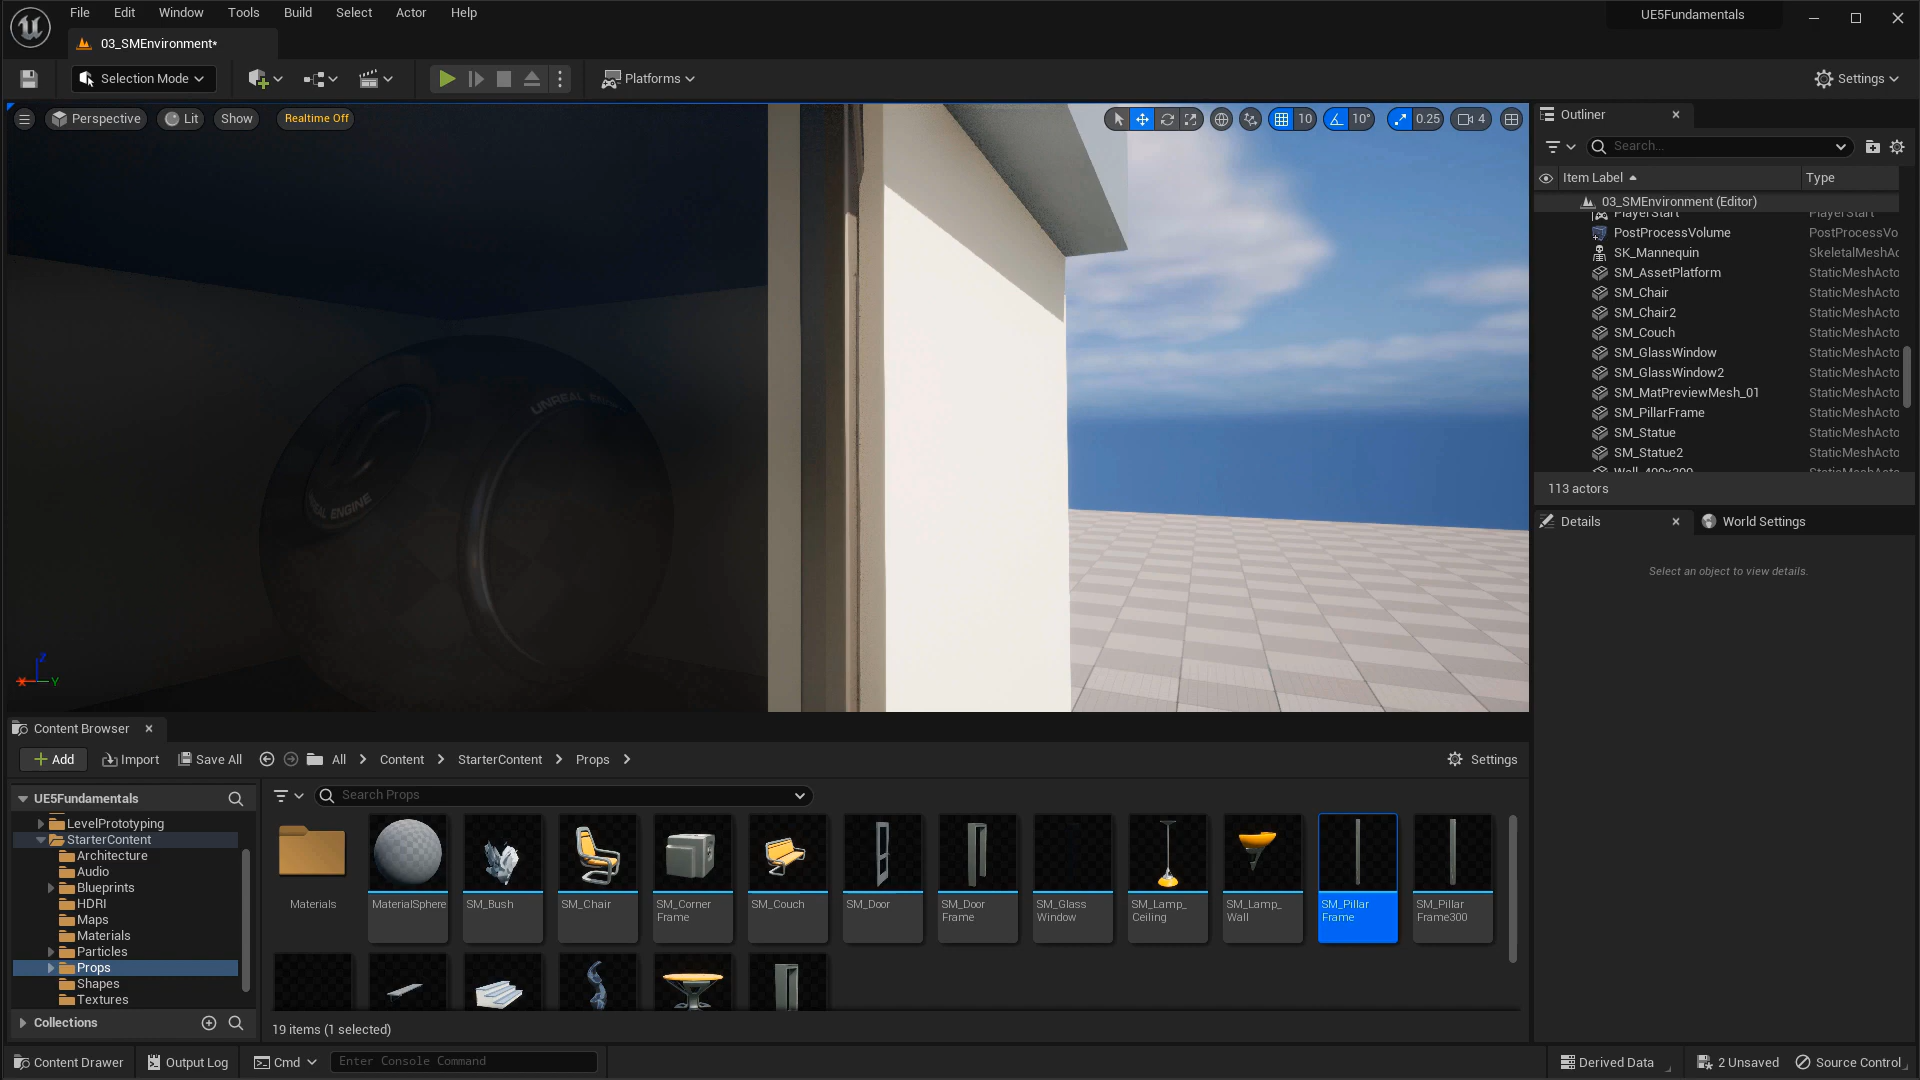 File Edit Window Tools Build Select Actor Help
UE5Fundamentals
03_SMEnvironment*
Selection Mode
Platforms
Settings
Perspective Lit Show Realtime Off
10 10° 0.25 4
Outliner
Search...
Item Label Type
03_SMEnvironment (Editor)
PlayerStart PlayerStart
PostProcessVolume PostProcessVo
SK_Mannequin SkeletalMeshAc
SM_AssetPlatform StaticMeshActo
SM_Chair StaticMeshActo
SM_Chair2 StaticMeshActo
SM_Couch StaticMeshActo
SM_GlassWindow StaticMeshActo
SM_GlassWindow2 StaticMeshActo
SM_MatPreviewMesh_01 StaticMeshActo
SM_PillarFrame StaticMeshActo
SM_Statue StaticMeshActo
SM_Statue2 StaticMeshActo
Wall_400x300 StaticMeshActo
113 actors
Details World Settings
Select an object to view details.
UNREAL EN
REAL ENGINE
X Y Z
Content Browser
Add Import Save All All Content StarterContent Props Settings
UE5Fundamentals
LevelPrototyping
StarterContent
Architecture
Audio
Blueprints
HDRI
Maps
Materials
Particles
Props
Shapes
Textures
Collections
Search Props
Materials
MaterialSphere
SM_Bush
SM_Chair
SM_Corner
Frame
SM_Couch
SM_Door
SM_Door
Frame
SM_Glass
Window
SM_Lamp_
Ceiling
SM_Lamp_
Wall
SM_Pillar
Frame
SM_Pillar
Frame300
19 items (1 selected)
Content Drawer Output Log Cmd Enter Console Command
Derived Data 2 Unsaved Source Control